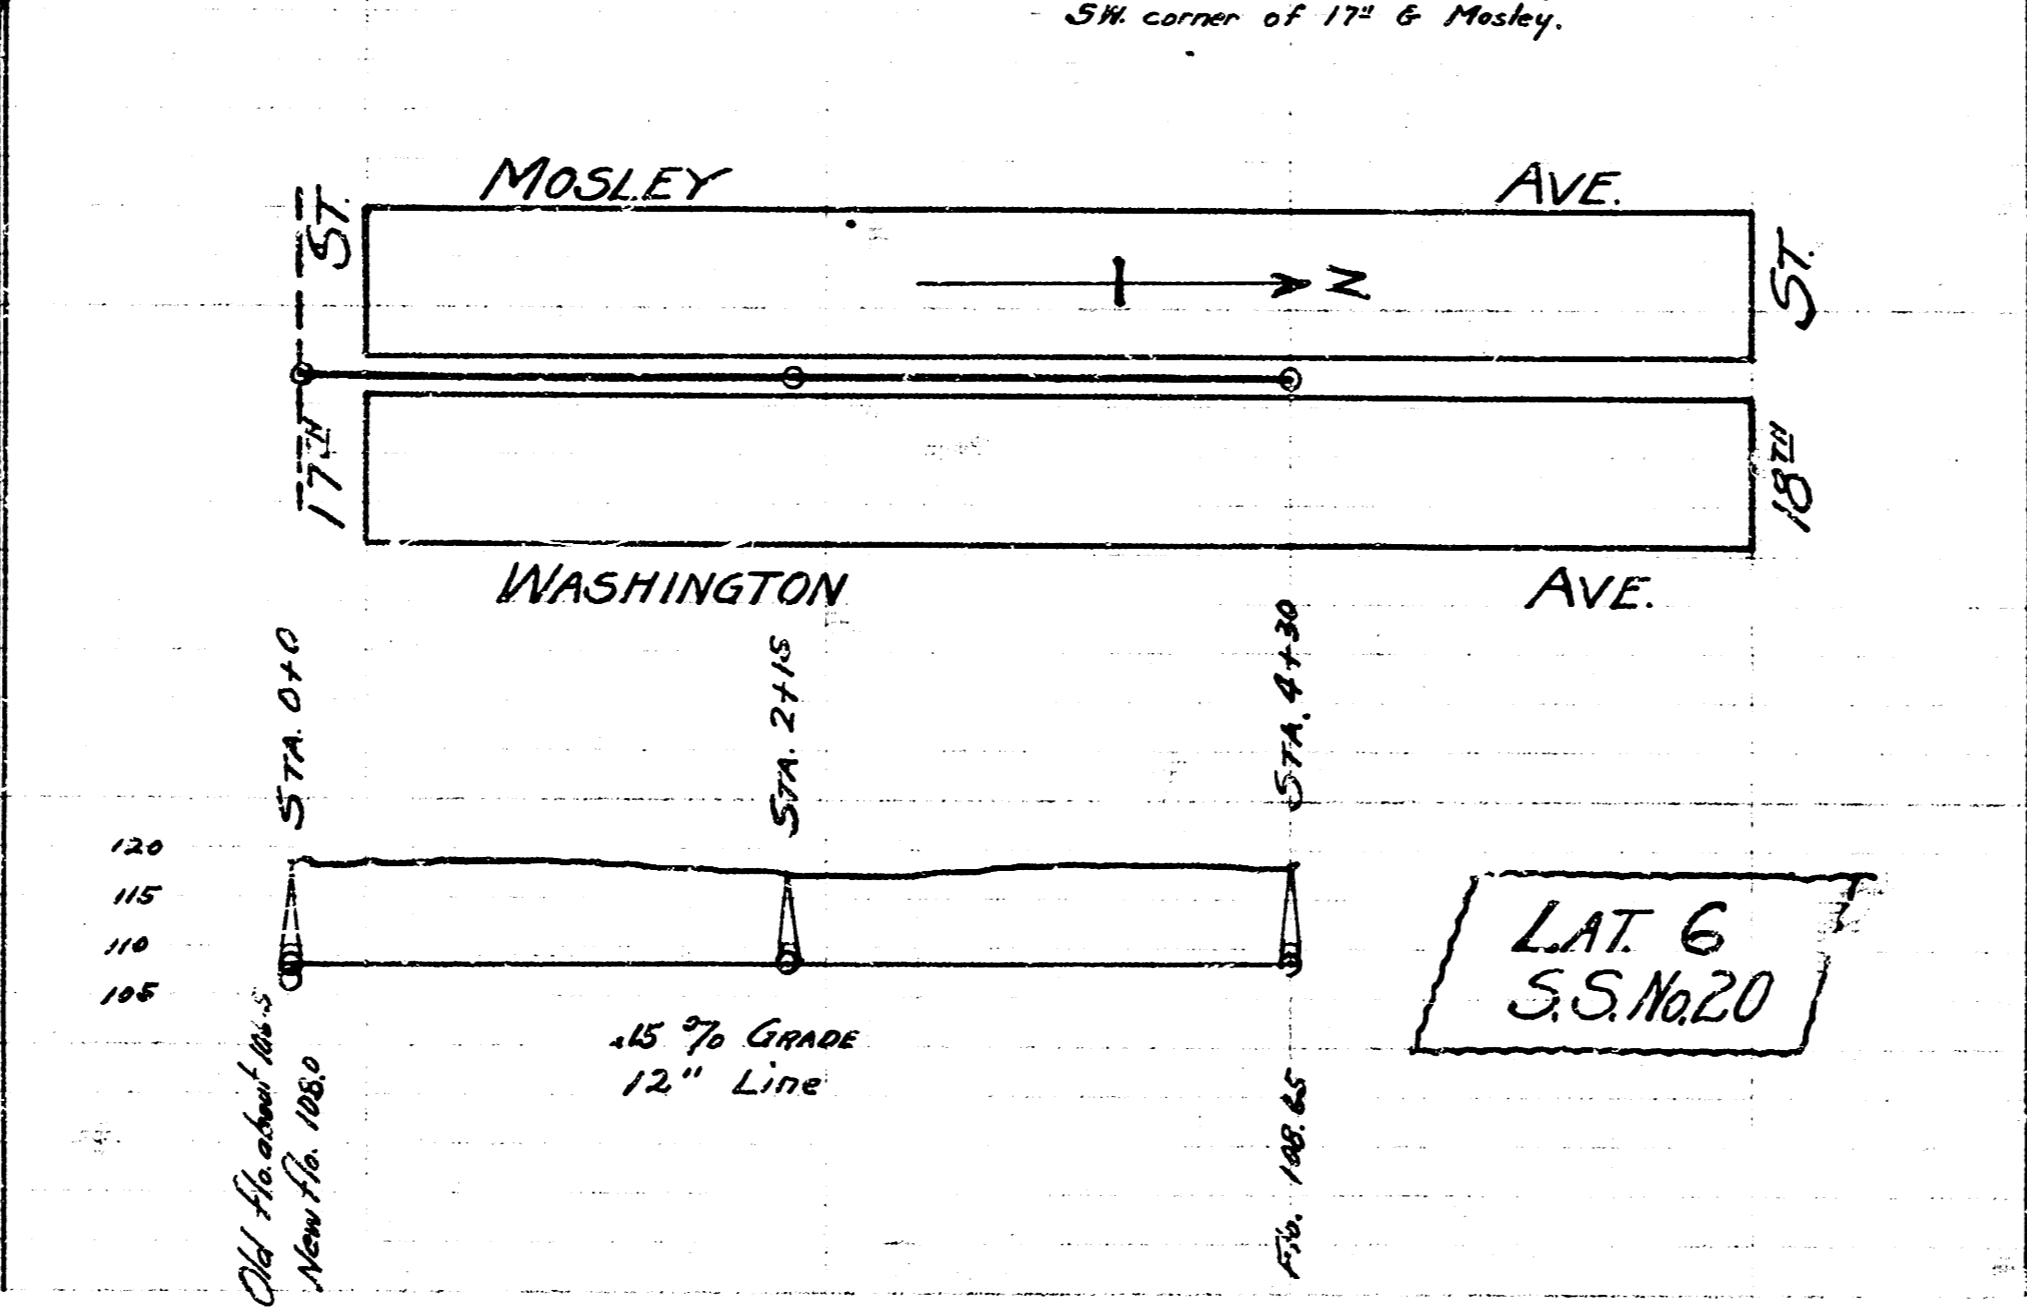 SW. corner of 17th & Mosley.
MOSLEY AVE.
17TH ST.
N
18TH ST.
WASHINGTON AVE.
STA. 0+0
STA. 2+15
STA. 4+30
120
115
110
105
.15 % GRADE
12" Line
LAT. 6
S.S. No. 20
Old flo. about 106.5
New flo. 108.0
Flo. 108.65